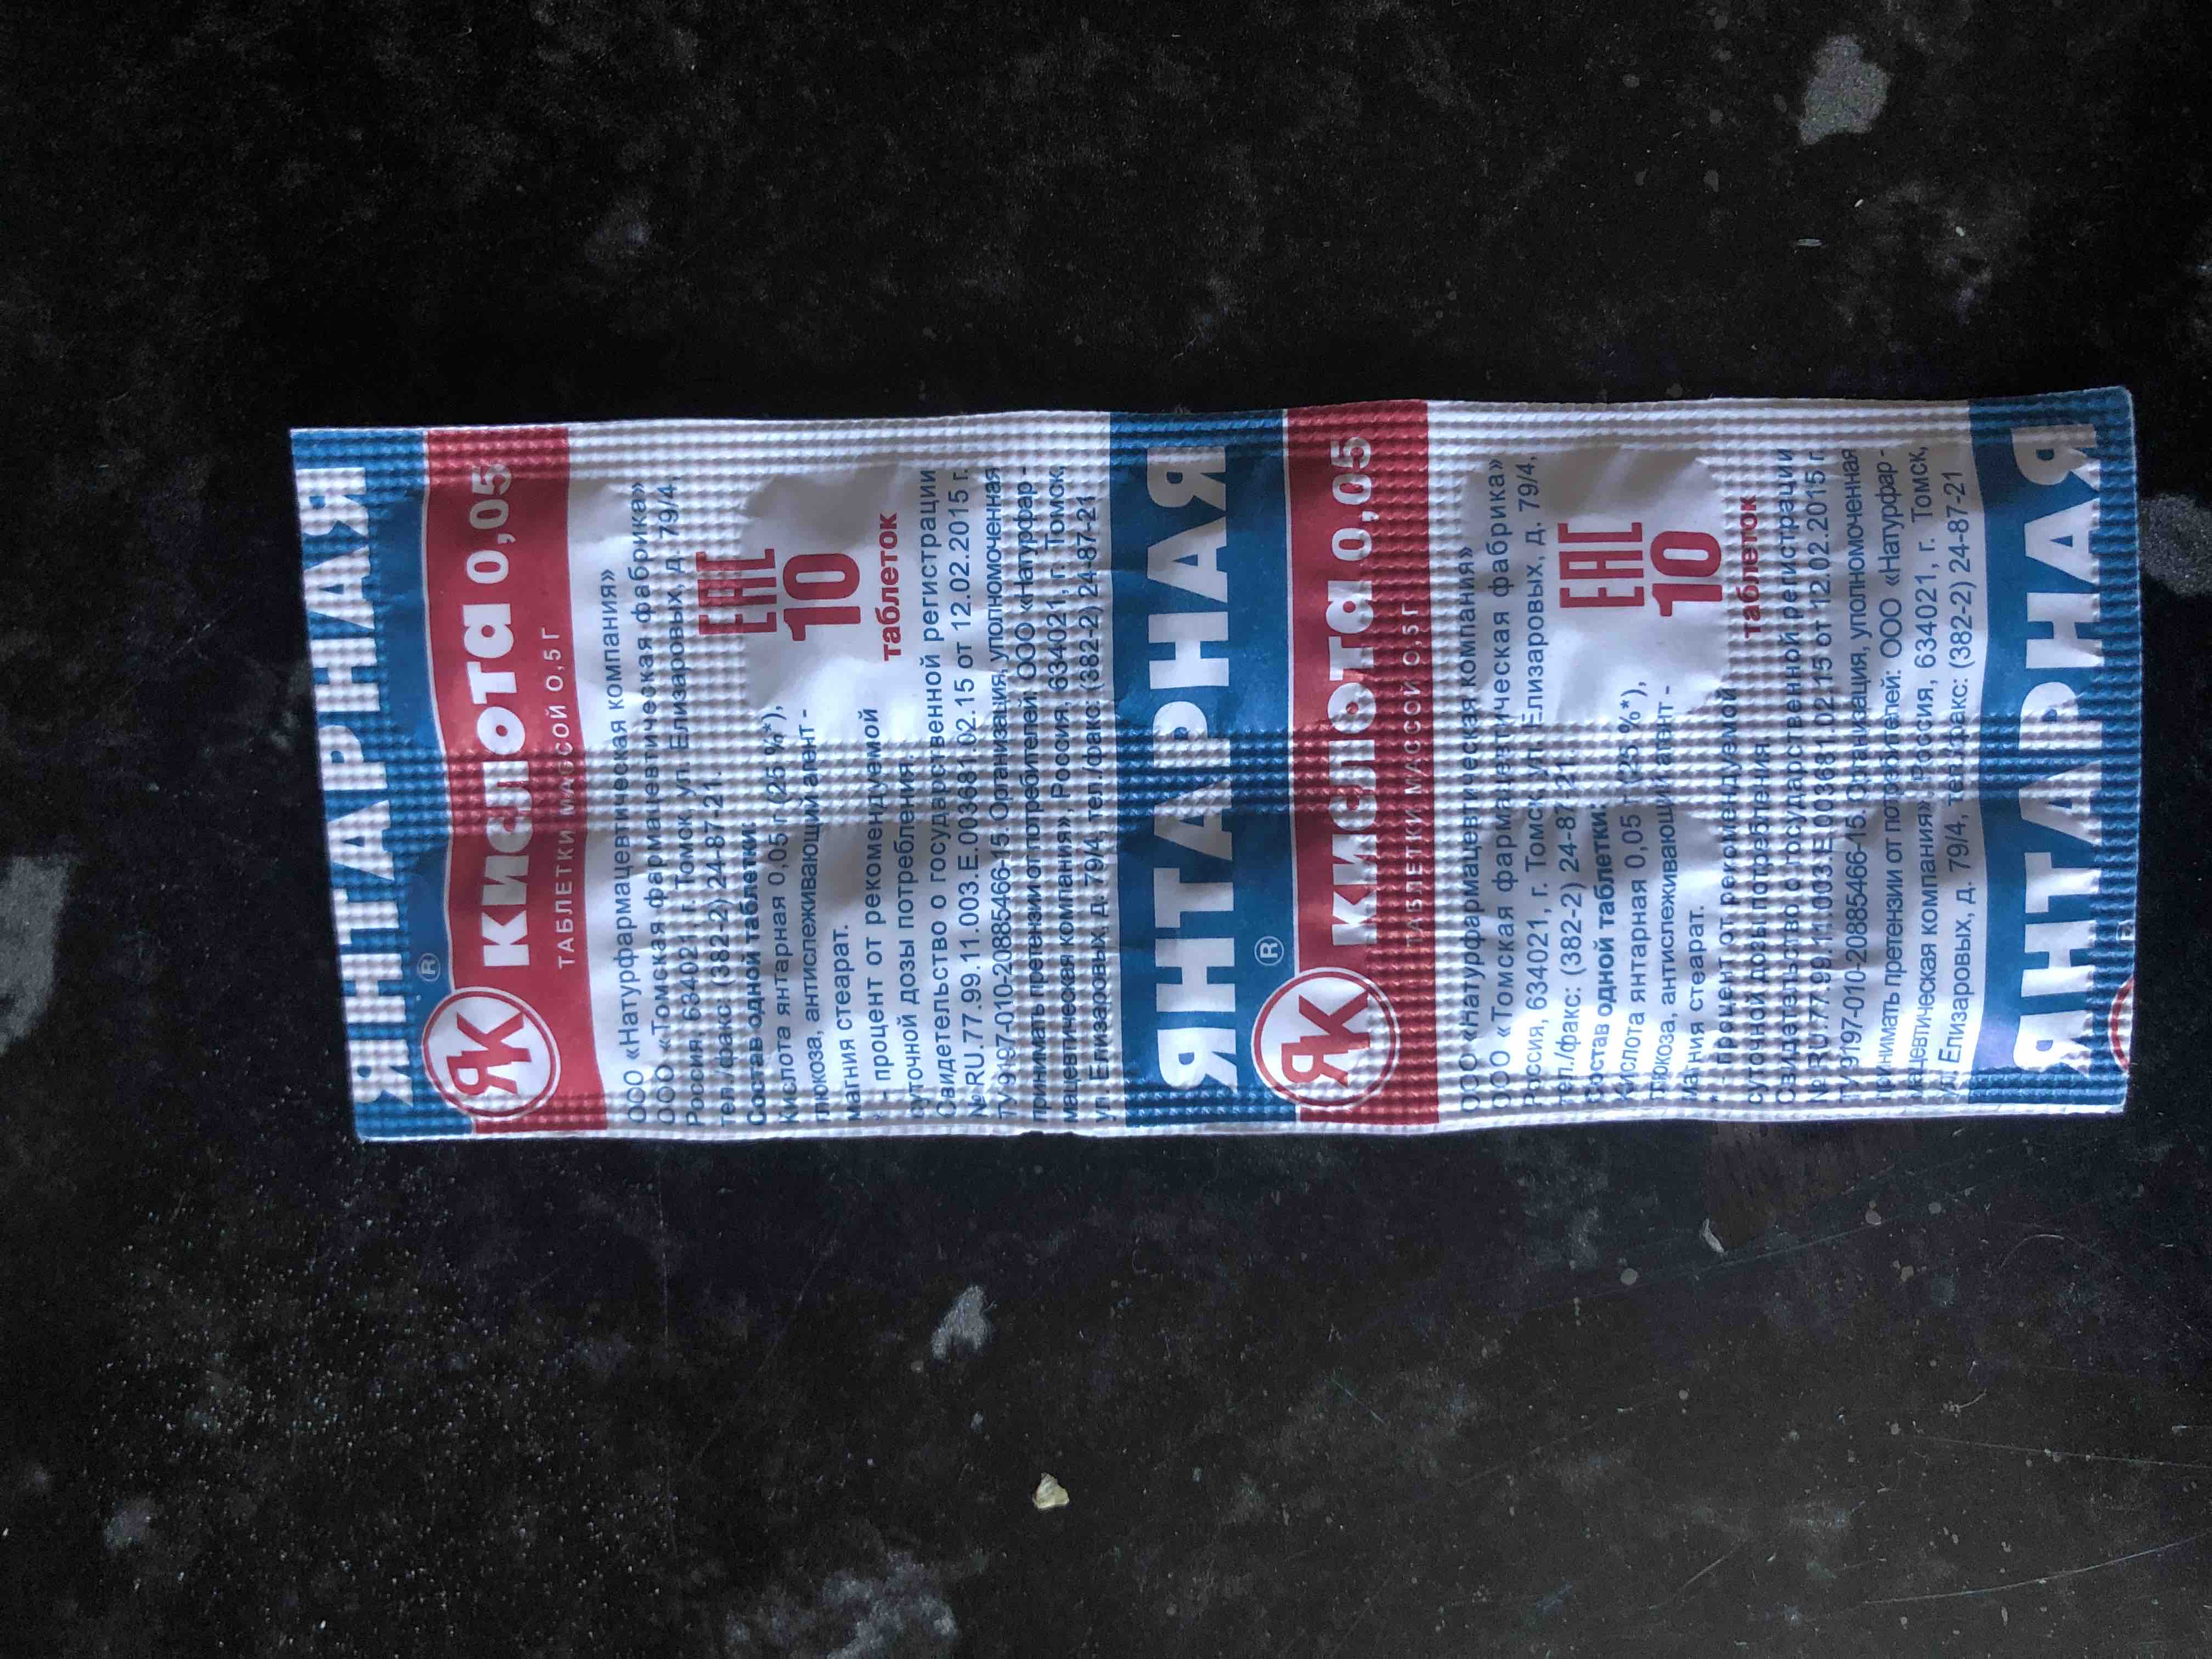 ЯНТАРНАЯ
®
ЯК
кислота 0,05
ТАБЛЕТКИ МАССОЙ 0,5 Г
ООО «Натурфармацевтическая компания»
ООО «Томская фармацевтическая фабрика»
Россия, 634021, г. Томск, ул. Елизаровых, д. 79/4,
тел./факс: (382-2) 24-87-21.
Состав одной таблетки:
Кислота янтарная 0,05 г (25 %*),
глюкоза, антислеживающий агент -
магния стеарат.
* - процент от рекомендуемой
суточной дозы потребления.
ЕАС
10
таблеток
Свидетельство о государственной регистрации
№ RU.77.99.11.003.Е.003681.02.15 от 12.02.2015 г.
ТУ 9197-010-20885466-15. Организация, уполномоченная
принимать претензии от потребителей: ООО «Натурфар -
мацевтическая компания», Россия, 634021, г. Томск,
ул. Елизаровых, д. 79/4, тел./факс: (382-2) 24-87-21
ЯНТАРНАЯ
®
ЯК
кислота 0,05
ТАБЛЕТКИ МАССОЙ 0,5 Г
ООО «Натурфармацевтическая компания»
ООО «Томская фармацевтическая фабрика»
Россия, 634021, г. Томск, ул. Елизаровых, д. 79/4,
тел./факс: (382-2) 24-87-21.
Состав одной таблетки:
Кислота янтарная 0,05 г (25 %*),
глюкоза, антислеживающий агент -
магния стеарат.
* - процент от рекомендуемой
суточной дозы потребления.
ЕАС
10
таблеток
Свидетельство о государственной регистрации
№ RU.77.99.11.003.Е.003681.02.15 от 12.02.2015 г.
ТУ 9197-010-20885466-15. Организация, уполномоченная
принимать претензии от потребителей: ООО «Натурфар -
мацевтическая компания», Россия, 634021, г. Томск,
ул. Елизаровых, д. 79/4, тел./факс: (382-2) 24-87-21
ЯНТАРНАЯ
®